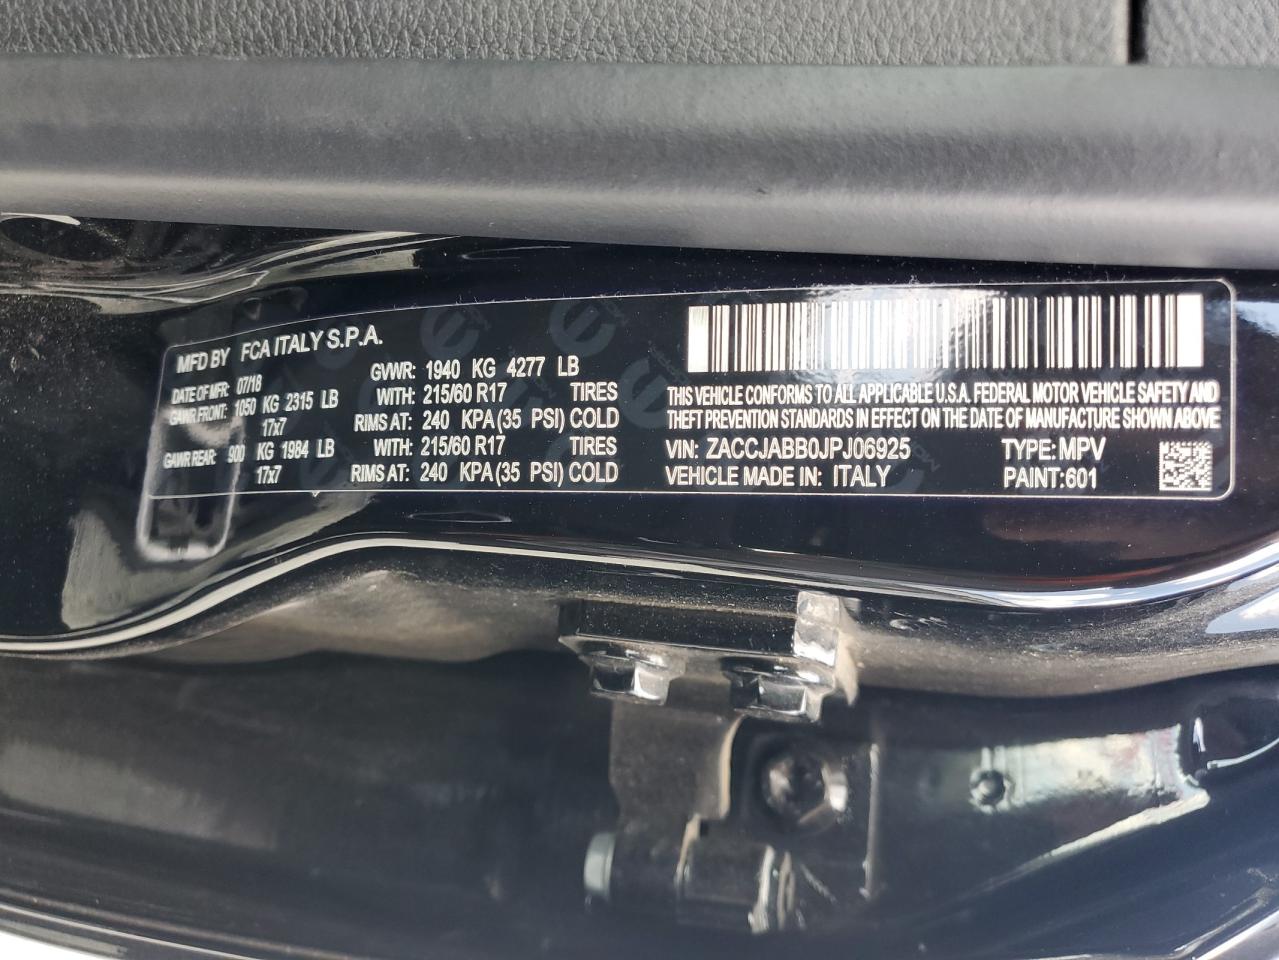 MFD BY FCA ITALY S.P.A.
DATE OF MFR: 07/18 GVWR: 1940 KG 4277 LB
GAWR FRONT: 1050 KG 2315 LB WITH: 215/60 R17 TIRES
17x7 RIMS AT: 240 KPA (35 PSI) COLD
GAWR REAR: 900 KG 1984 LB WITH: 215/60 R17 TIRES
17x7 RIMS AT: 240 KPA (35 PSI) COLD
THIS VEHICLE CONFORMS TO ALL APPLICABLE U.S.A. FEDERAL MOTOR VEHICLE SAFETY AND
THEFT PREVENTION STANDARDS IN EFFECT ON THE DATE OF MANUFACTURE SHOWN ABOVE
VIN: ZACCJABB0JPJ06925 TYPE: MPV
VEHICLE MADE IN: ITALY PAINT: 601